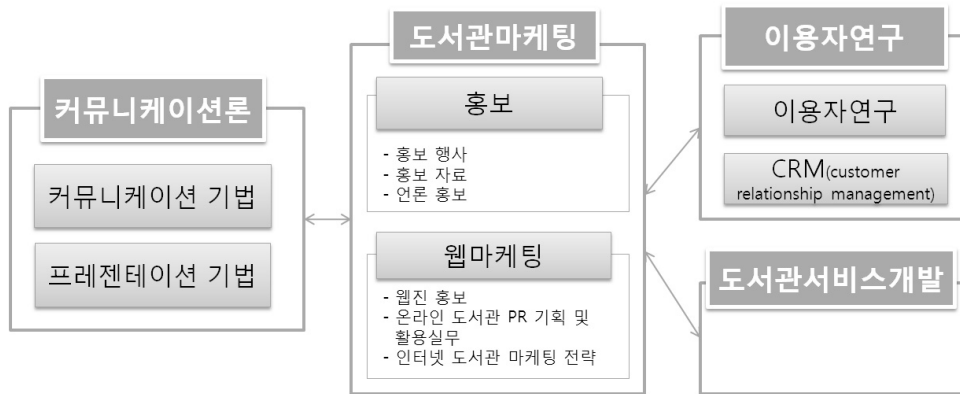 커뮤니케이션론
커뮤니케이션 기법
프레젠테이션 기법
도서관마케팅
홍보
- 홍보 행사
- 홍보 자료
- 언론 홍보
웹마케팅
- 웹진 홍보
- 온라인 도서관 PR 기획 및
활용실무
- 인터넷 도서관 마케팅 전략
이용자연구
이용자연구
CRM(customer
relationship management)
도서관서비스개발